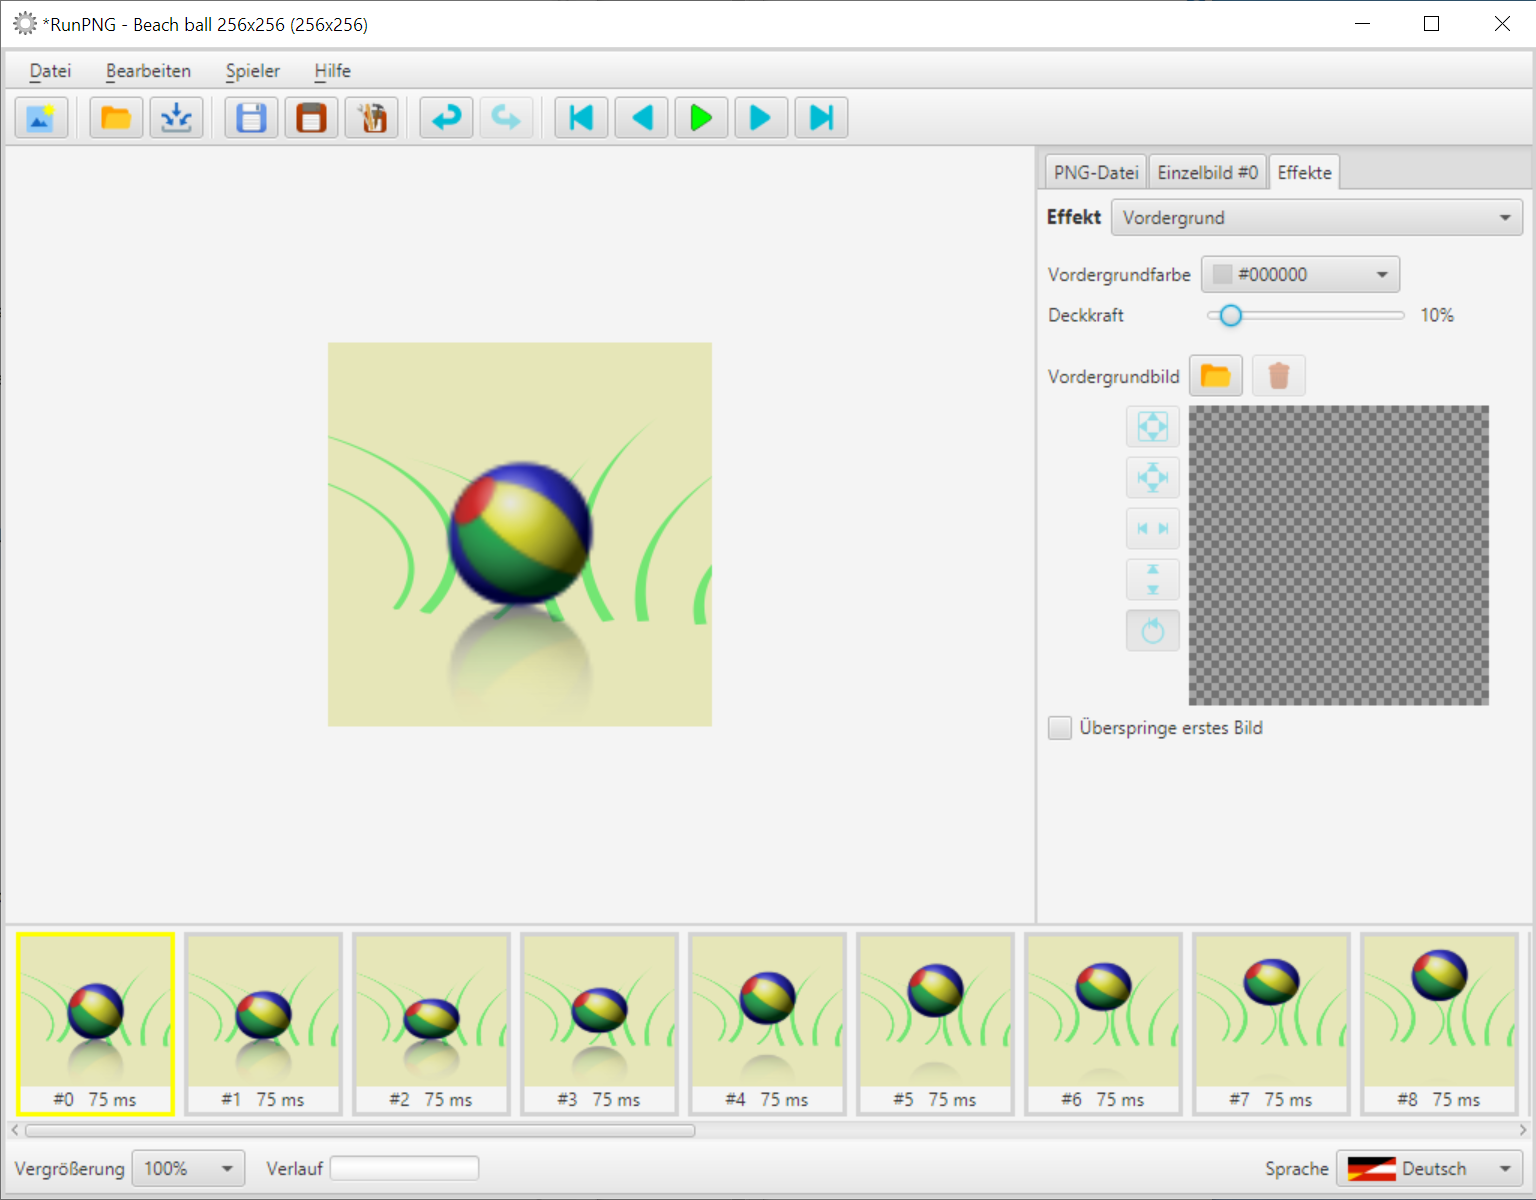 *RunPNG - Beach ball 256x256 (256x256)
Datei Bearbeiten Spieler Hilfe
PNG-Datei Einzelbild #0 Effekte
Effekt Vordergrund
Vordergrundfarbe #000000
Deckkraft 10%
Vordergrundbild
Überspringe erstes Bild
#0 75 ms #1 75 ms #2 75 ms #3 75 ms #4 75 ms #5 75 ms #6 75 ms #7 75 ms #8 75 ms
Vergrößerung 100% Verlauf Sprache Deutsch